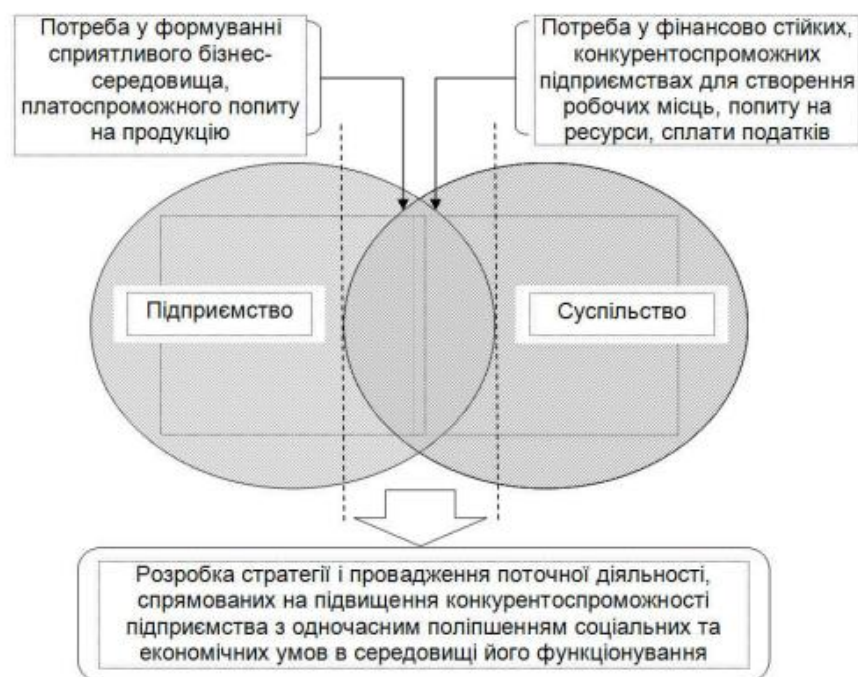 Потреба у формуванні
сприятливого бізнес-
середовища,
платоспроможного попиту
на продукцію
Потреба у фінансово стійких,
конкурентоспроможних
підприємствах для створення
робочих місць, попиту на
ресурси, сплати податків
Підприємство
Суспільство
Розробка стратегії і провадження поточної діяльності,
спрямованих на підвищення конкурентоспроможності
підприємства з одночасним поліпшенням соціальних та
економічних умов в середовищі його функціонування